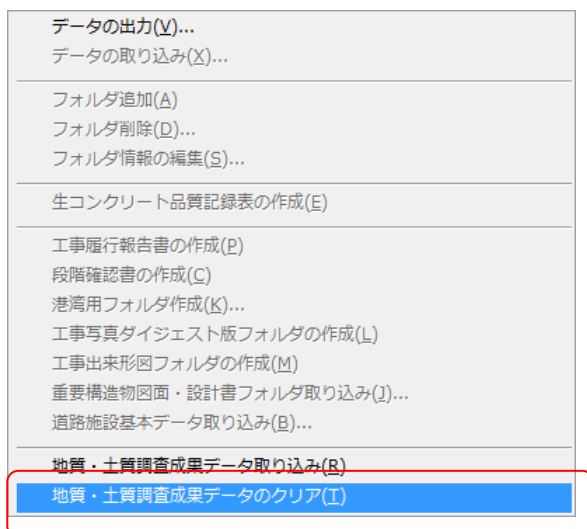 データの出力(V)...
データの取り込み(X)...
フォルダ追加(A)
フォルダ削除(D)...
フォルダ情報の編集(S)...
生コンクリート品質記録表の作成(E)
工事履行報告書の作成(P)
段階確認書の作成(C)
港湾用フォルダ作成(K)...
工事写真ダイジェスト版フォルダの作成(L)
工事出来形図フォルダの作成(M)
重要構造物図面・設計書フォルダ取り込み(J)...
道路施設基本データ取り込み(B)...
地質・土質調査成果データ取り込み(R)
地質・土質調査成果データのクリア(T)